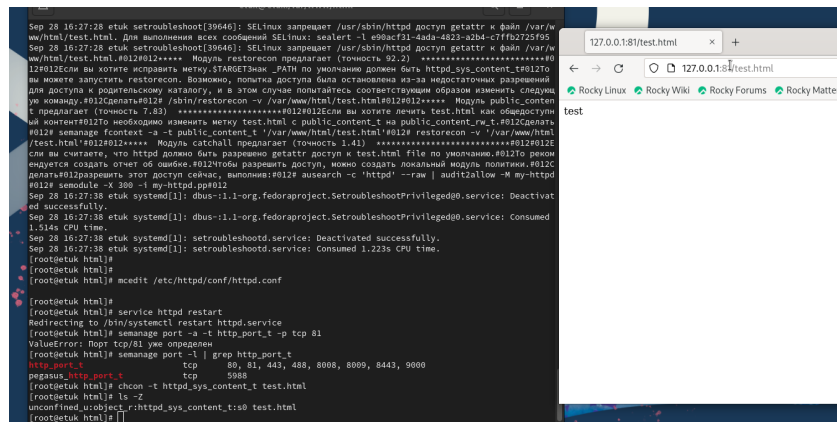 Sep 28 16:27:28 etuk setroubleshoot[39646]: SELinux запрещает /usr/sbin/httpd доступ getattr к файл /var/w
ww/html/test.html. Для выполнения всех сообщений SELinux: sealert -l e90acf31-4ada-4823-a2b4-c7ffb2725f95
Sep 28 16:27:28 etuk setroubleshoot[39646]: SELinux запрещает /usr/sbin/httpd доступ getattr к файл /var/w
ww/html/test.html.#012#012***** Модуль restorecon предлагает (точность 92.2) ************************#0
12#012Если вы хотите исправить метку.$TARGETЗнак _PATH по умолчанию должен быть httpd_sys_content_t#012То
вы можете запустить restorecon. Возможно, попытка доступа была остановлена из-за недостаточных разрешений
для доступа к родительскому каталогу, и в этом случае попытайтесь соответствующим образом изменить следующ
ую команду.#012Сделать#012# /sbin/restorecon -v /var/www/html/test.html#012#012***** Модуль public_conten
t предлагает (точность 7.83) *******************#012#012Если вы хотите лечить test.html как общедоступн
ый контент#012То необходимо изменить метку test.html с public_content_t на public_content_rw_t.#012Сделать
#012# semanage fcontext -a -t public_content_t '/var/www/html/test.html'#012# restorecon -v '/var/www/html
/test.html'#012#012***** Модуль catchall предлагает (точность 1.41) **************************#012#012Е
сли вы считаете, что httpd должно быть разрешено getattr доступ к test.html file по умолчанию.#012То реком
ендуется создать отчет об ошибке.#012Чтобы разрешить доступ, можно создать локальный модуль политики.#012С
делать#012разрешить этот доступ сейчас, выполнив:#012# ausearch -c 'httpd' --raw | audit2allow -M my-httpd
#012# semodule -X 300 -i my-httpd.pp#012
Sep 28 16:27:38 etuk systemd[1]: dbus-:1.1-org.fedoraproject.SetroubleshootPrivileged@0.service: Deactivat
ed successfully.
Sep 28 16:27:38 etuk systemd[1]: dbus-:1.1-org.fedoraproject.SetroubleshootPrivileged@0.service: Consumed
1.514s CPU time.
Sep 28 16:27:38 etuk systemd[1]: setroubleshootd.service: Deactivated successfully.
Sep 28 16:27:38 etuk systemd[1]: setroubleshootd.service: Consumed 1.223s CPU time.
[root@etuk html]#
[root@etuk html]#
[root@etuk html]# mcedit /etc/httpd/conf/httpd.conf
[root@etuk html]#
[root@etuk html]# service httpd restart
Redirecting to /bin/systemctl restart httpd.service
[root@etuk html]# semanage port -a -t http_port_t -p tcp 81
ValueError: Порт tcp/81 уже определен
[root@etuk html]# semanage port -l | grep http_port_t
http_port_t tcp 80, 81, 443, 488, 8008, 8009, 8443, 9000
pegasus_http_port_t tcp 5988
[root@etuk html]# chcon -t httpd_sys_content_t test.html
[root@etuk html]# ls -Z
unconfined_u:object_r:httpd_sys_content_t:s0 test.html
[root@etuk html]#
127.0.0.1:81/test.html × +
127.0.0.1:81/test.html
Rocky Linux Rocky Wiki Rocky Forums Rocky Matte
test